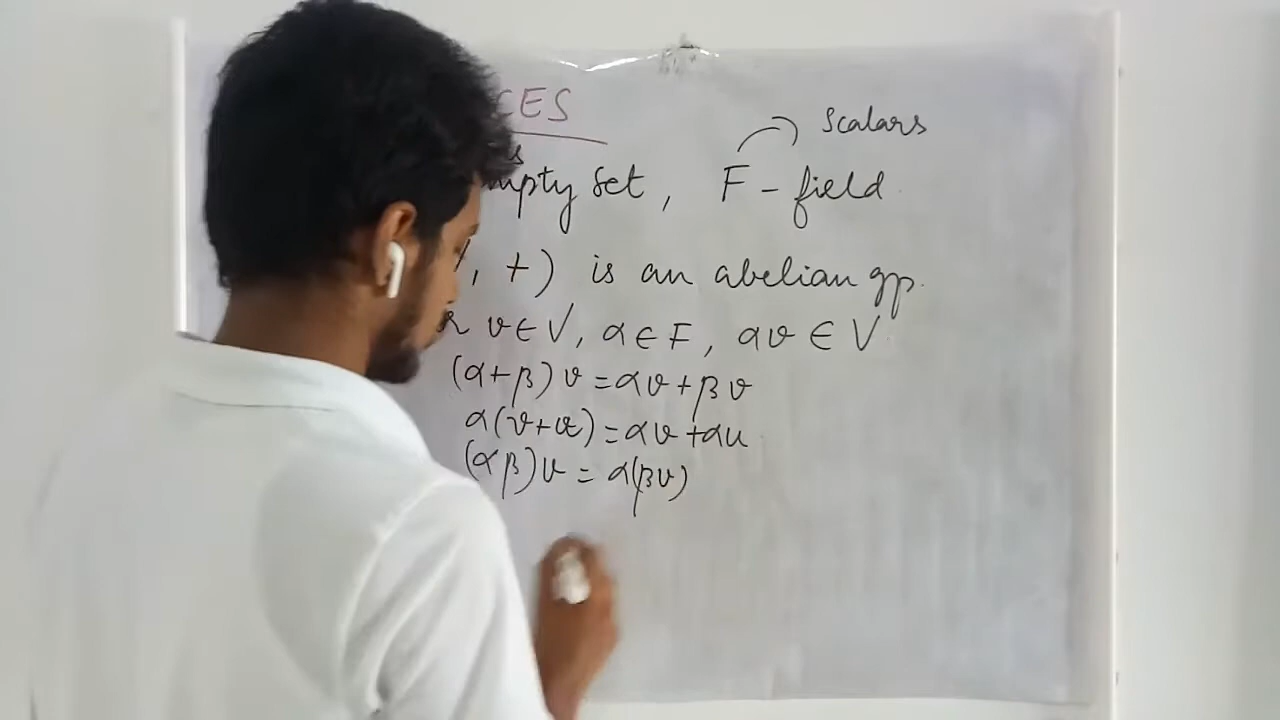 CES
scalars
mpty set, F - field
, +) is an abelian gp.
v ∈ V, α ∈ F, αv ∈ V.
(α+β)v = αv + βv
α(v+u) = αv + αu
(αβ)v = α(βv)